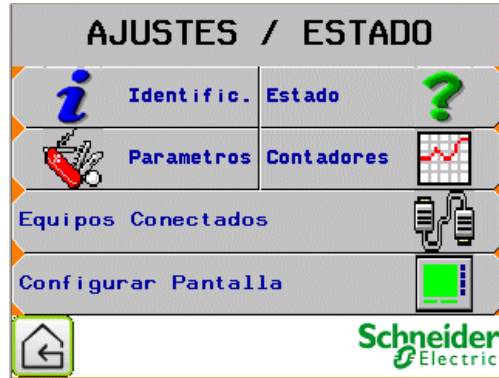 AJUSTES / ESTADO
Identific. Estado
Parametros Contadores
Equipos Conectados
Configurar Pantalla
Schneider
Electric